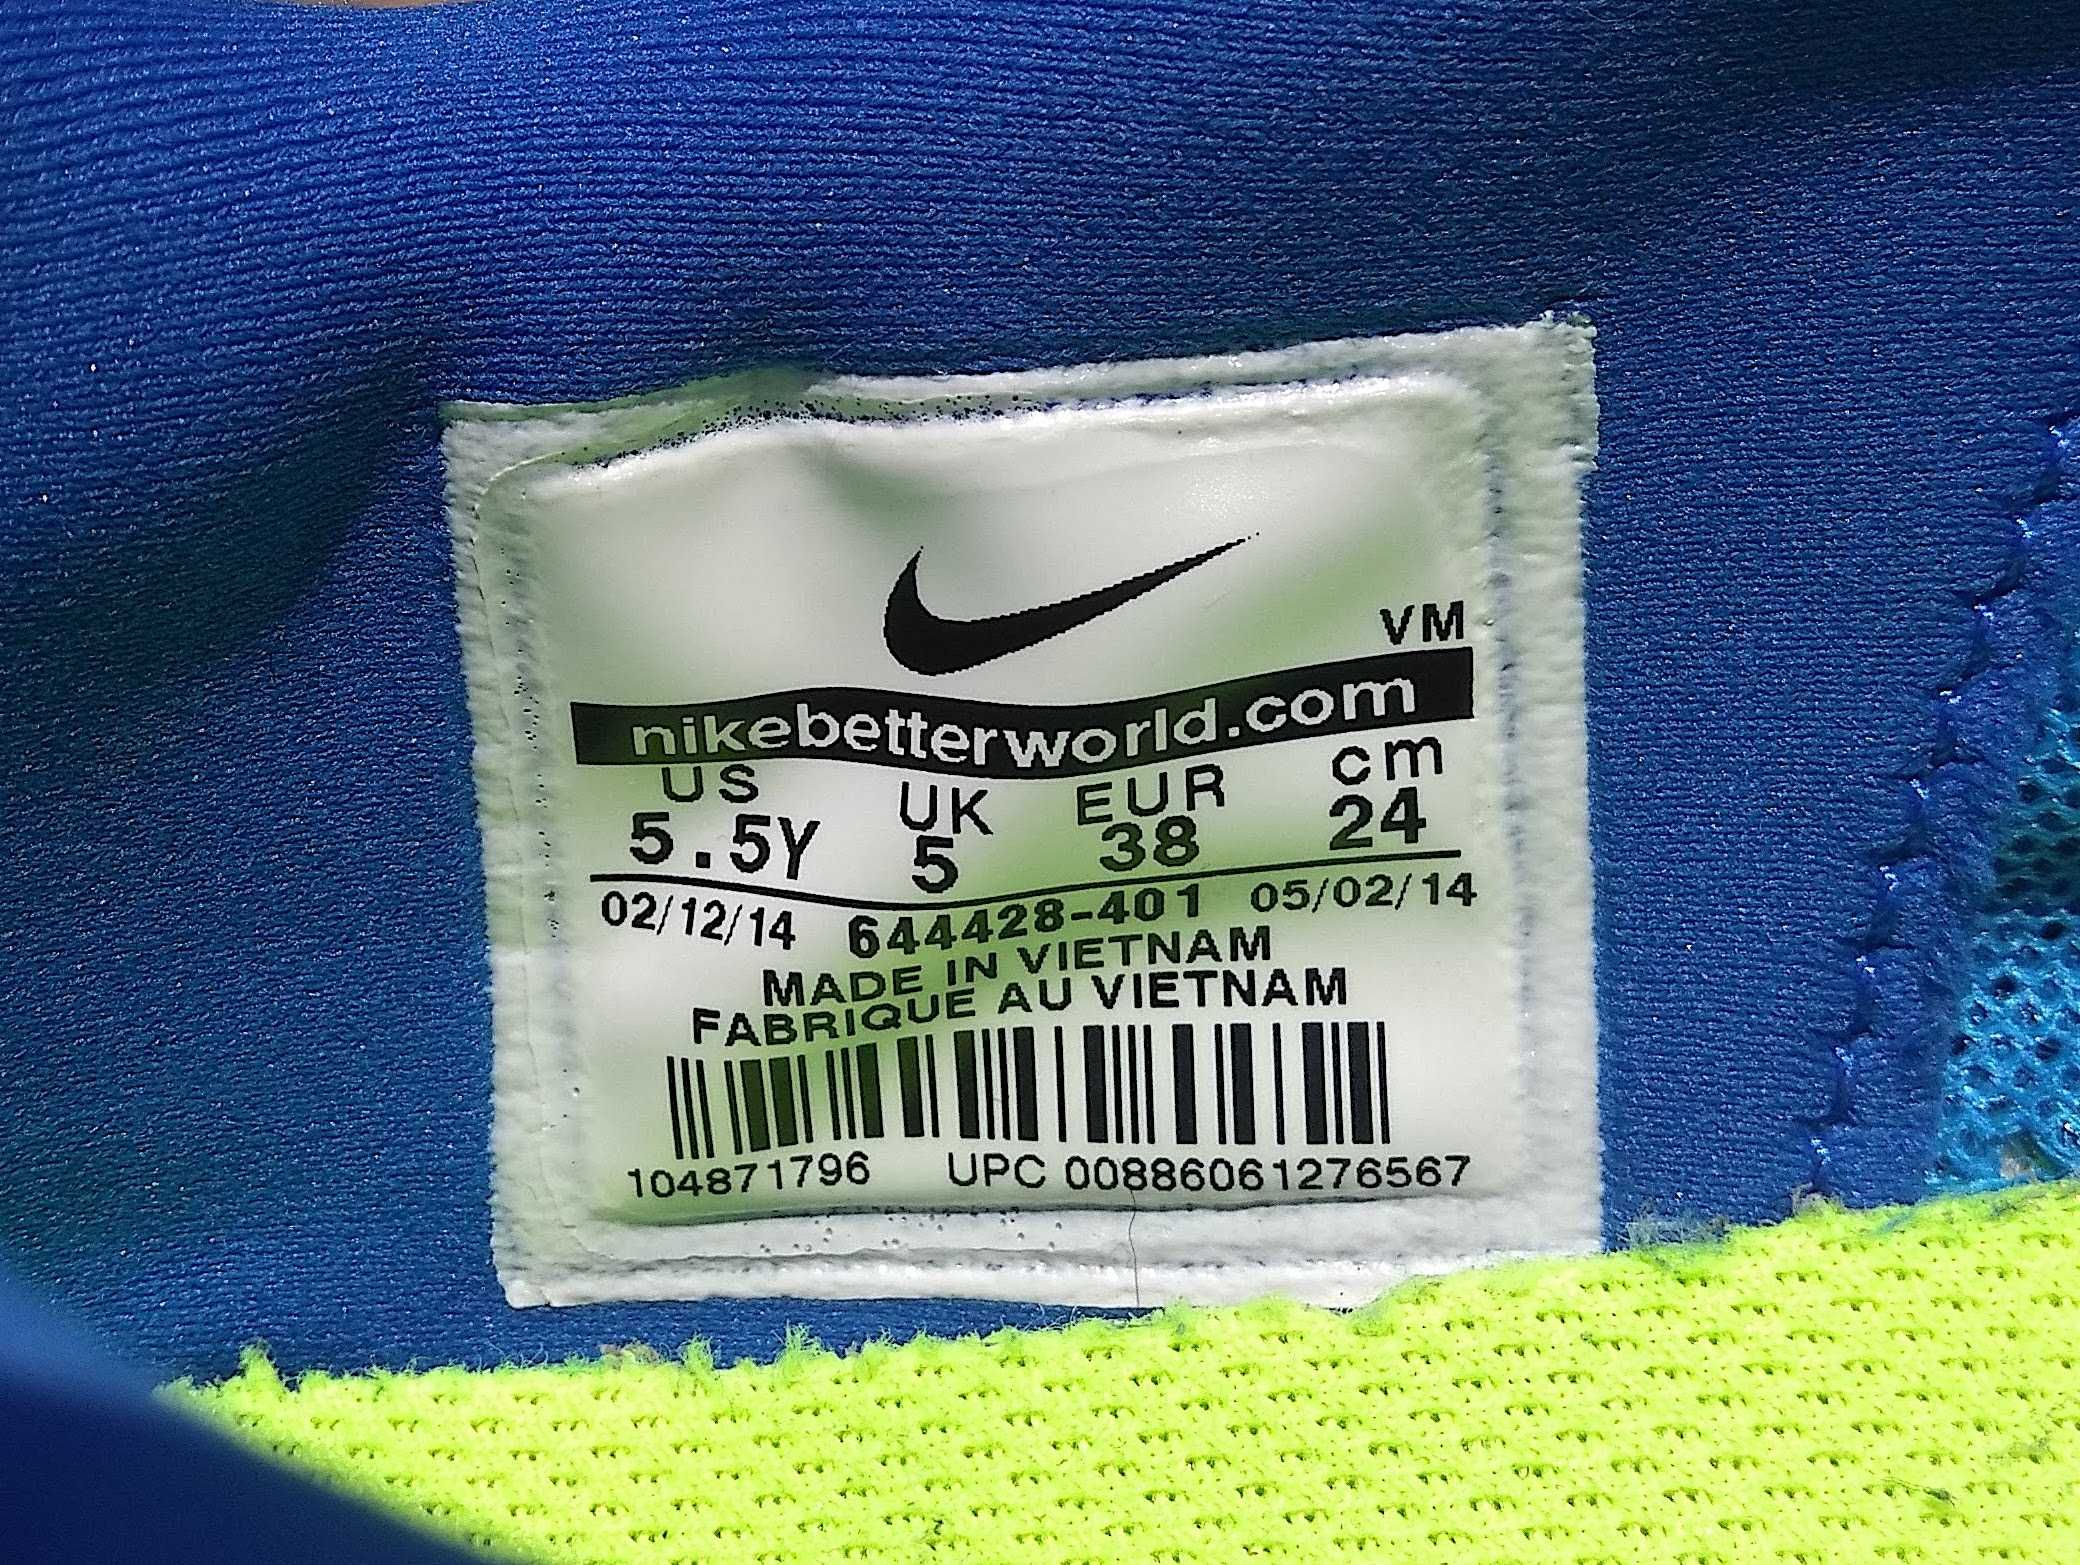 VM
nikebetterworld.com
US UK EUR cm
5.5Y 5 38 24
02/12/14 644428-401 05/02/14
MADE IN VIETNAM
FABRIQUE AU VIETNAM
104871796 UPC 00886061276567